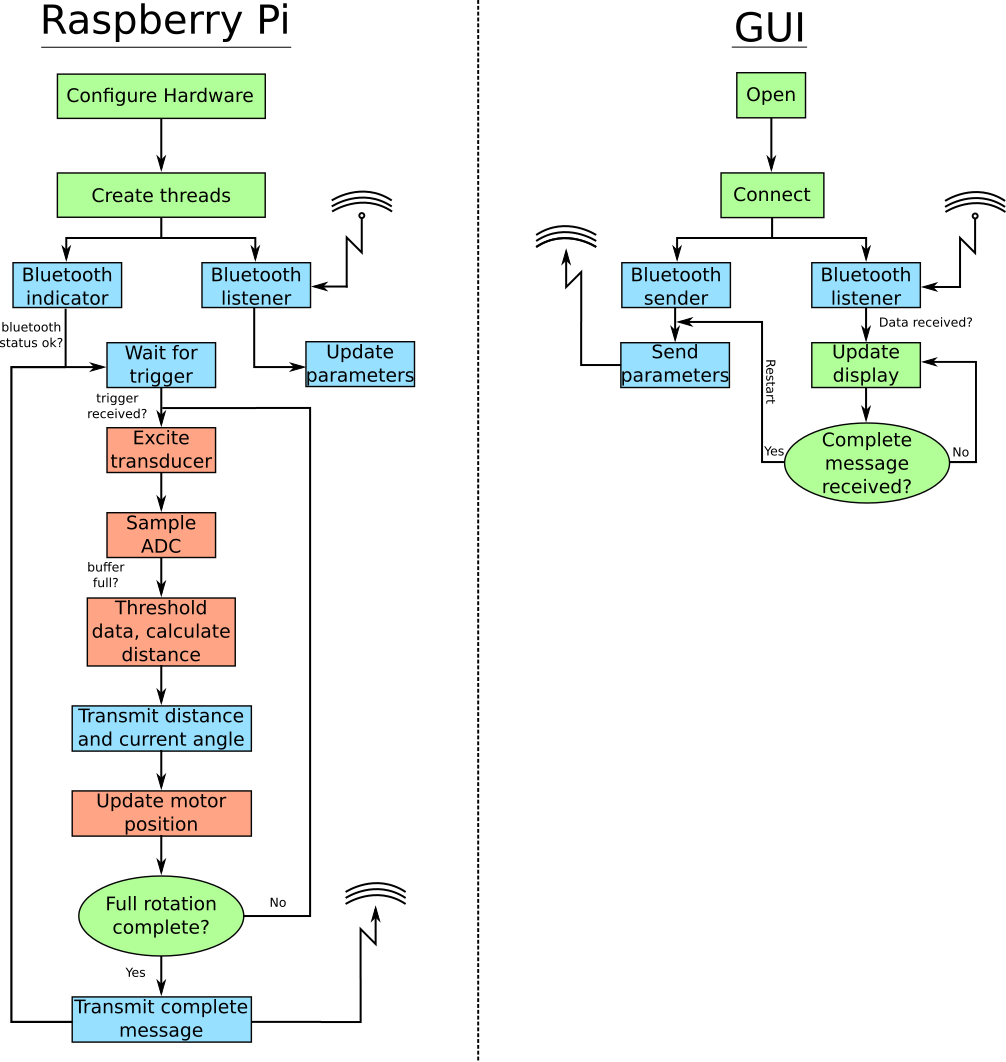 Raspberry Pi
Configure Hardware
Create threads
Bluetooth
indicator
Bluetooth
listener
bluetooth
status ok?
Wait for
trigger
Update
parameters
trigger
received?
Excite
transducer
Sample
ADC
buffer
full?
Threshold
data, calculate
distance
Transmit distance
and current angle
Update motor
position
Full rotation
complete?
No
Yes
Transmit complete
message
GUI
Open
Connect
Bluetooth
sender
Bluetooth
listener
Data received?
Send
parameters
Restart
Update
display
Complete
message
received?
Yes
No